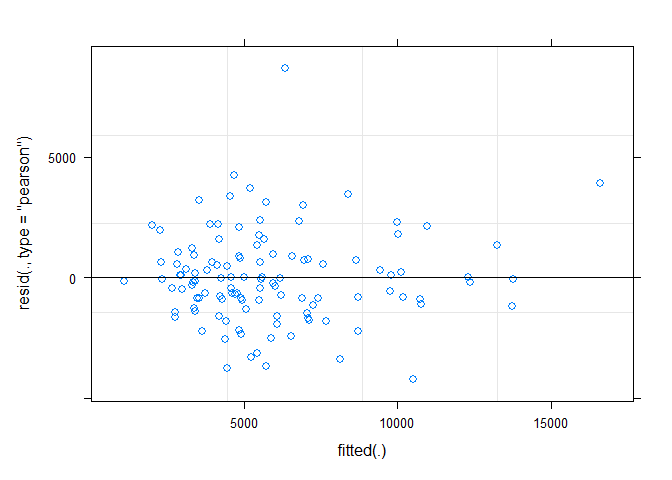 resid(., type = "pearson")
5000
0
5000
10000
15000
fitted(.)